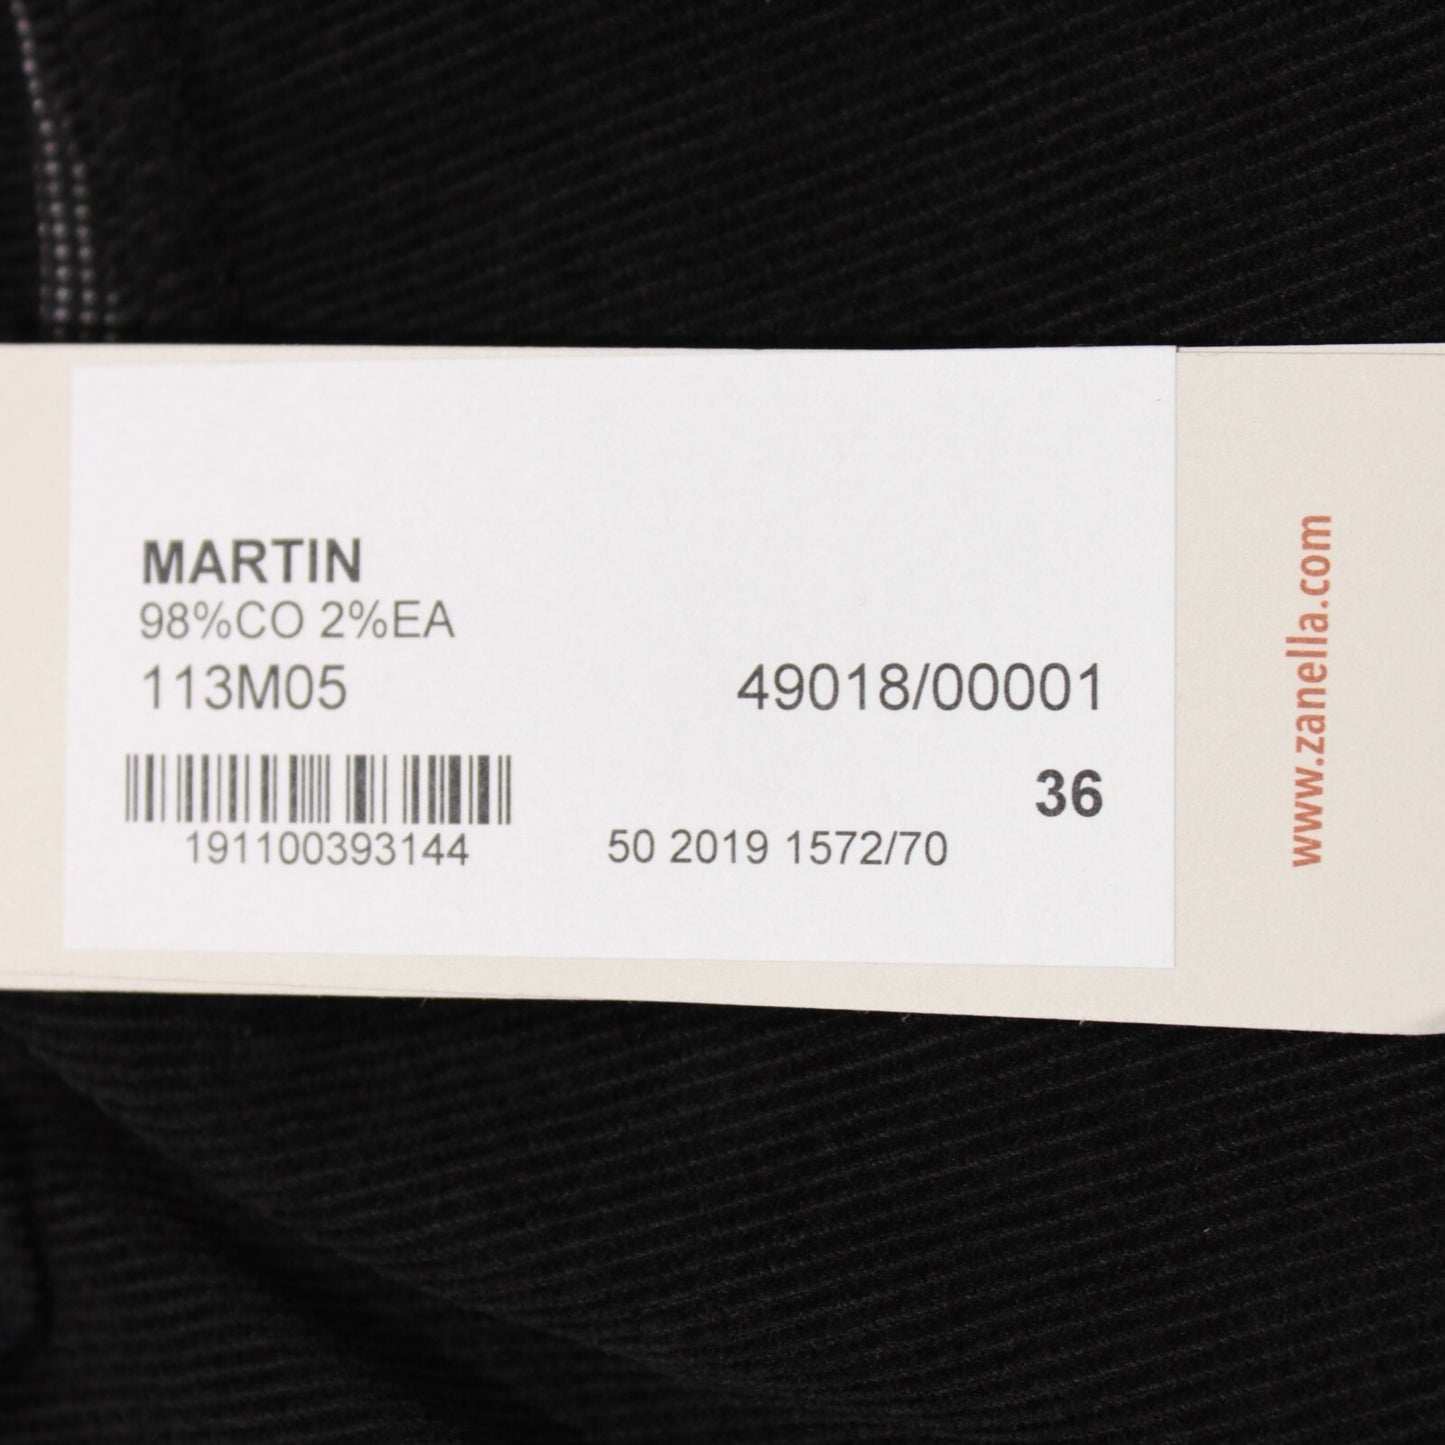 MARTIN
98%CO 2%EA
113M05
49018/00001
36
191100393144
50 2019 1572/70
www.zanella.com